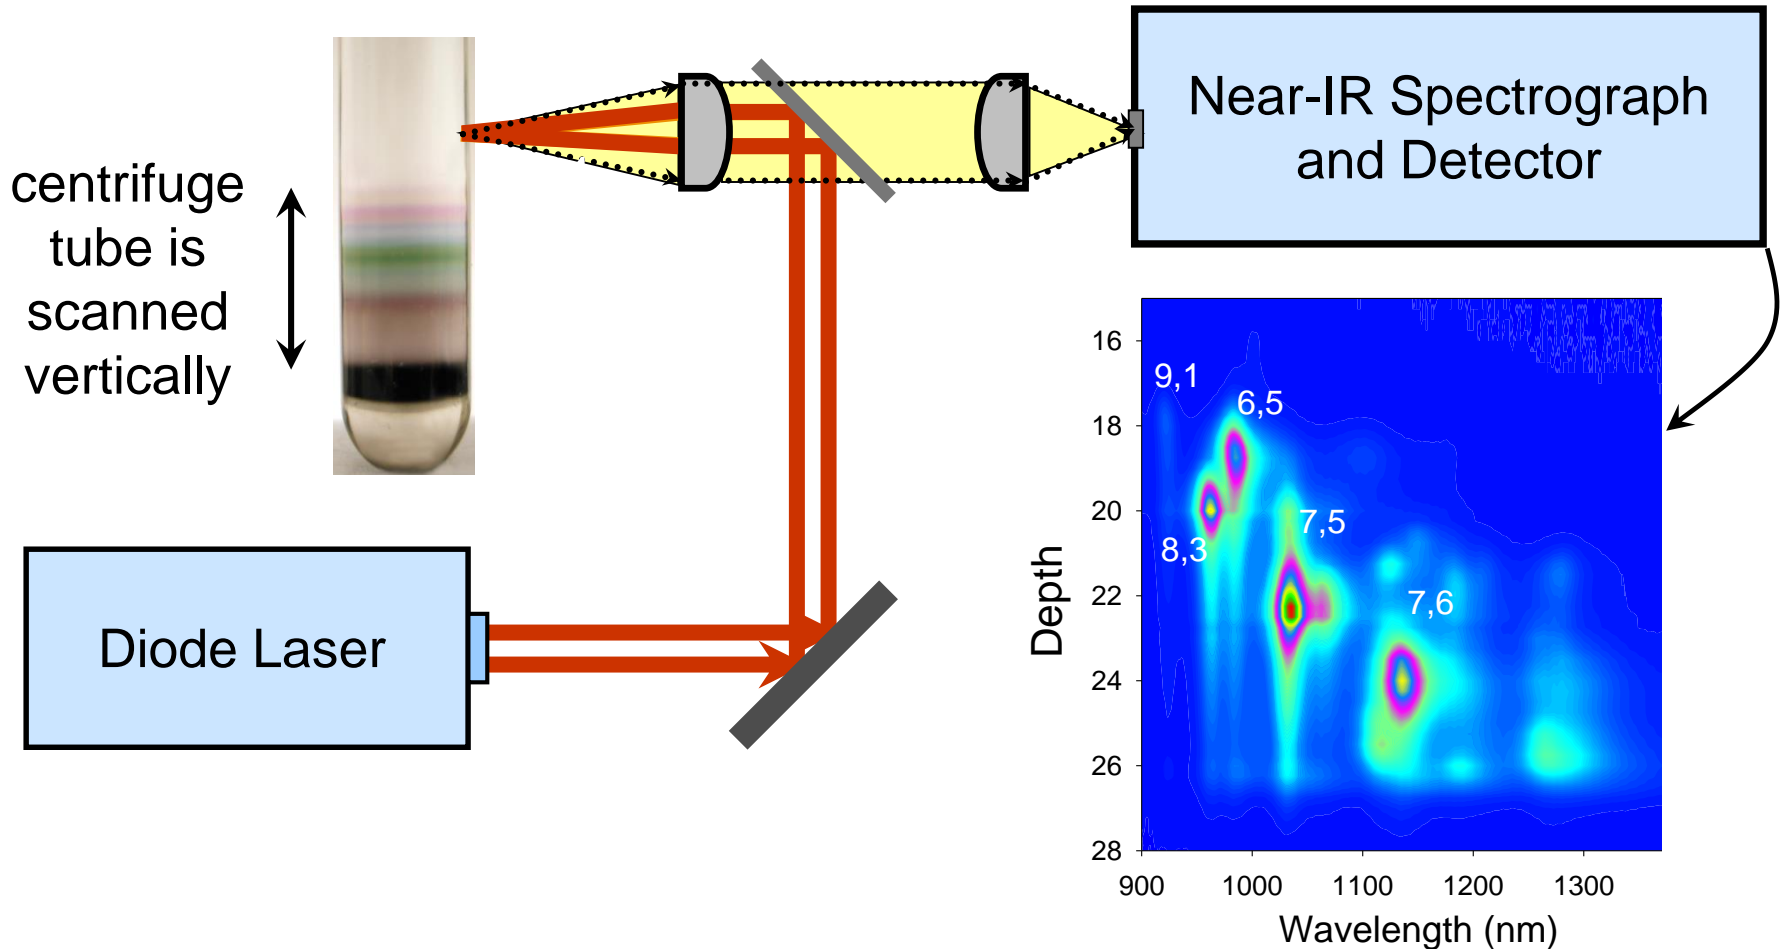 centrifuge
tube is
scanned
vertically
Near-IR Spectrograph
and Detector
Diode Laser
Depth
16
18
20
22
24
26
28
9,1
6,5
8,3
7,5
7,6
900
1000
1100
1200
1300
Wavelength (nm)